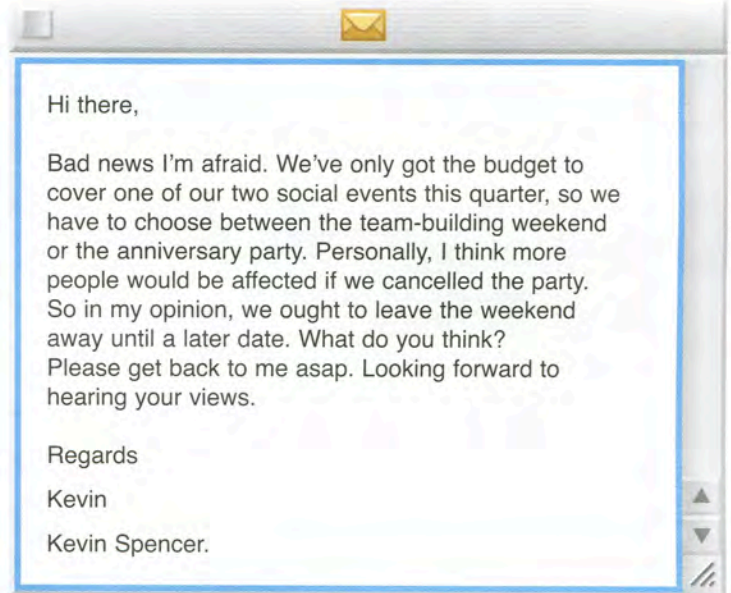 Hi there,
Bad news I'm afraid. We've only got the budget to
cover one of our two social events this quarter, so we
have to choose between the team-building weekend
or the anniversary party. Personally, I think more
people would be affected if we cancelled the party.
So in my opinion, we ought to leave the weekend
away until a later date. What do you think?
Please get back to me asap. Looking forward to
hearing your views.
Regards
Kevin
Kevin Spencer.